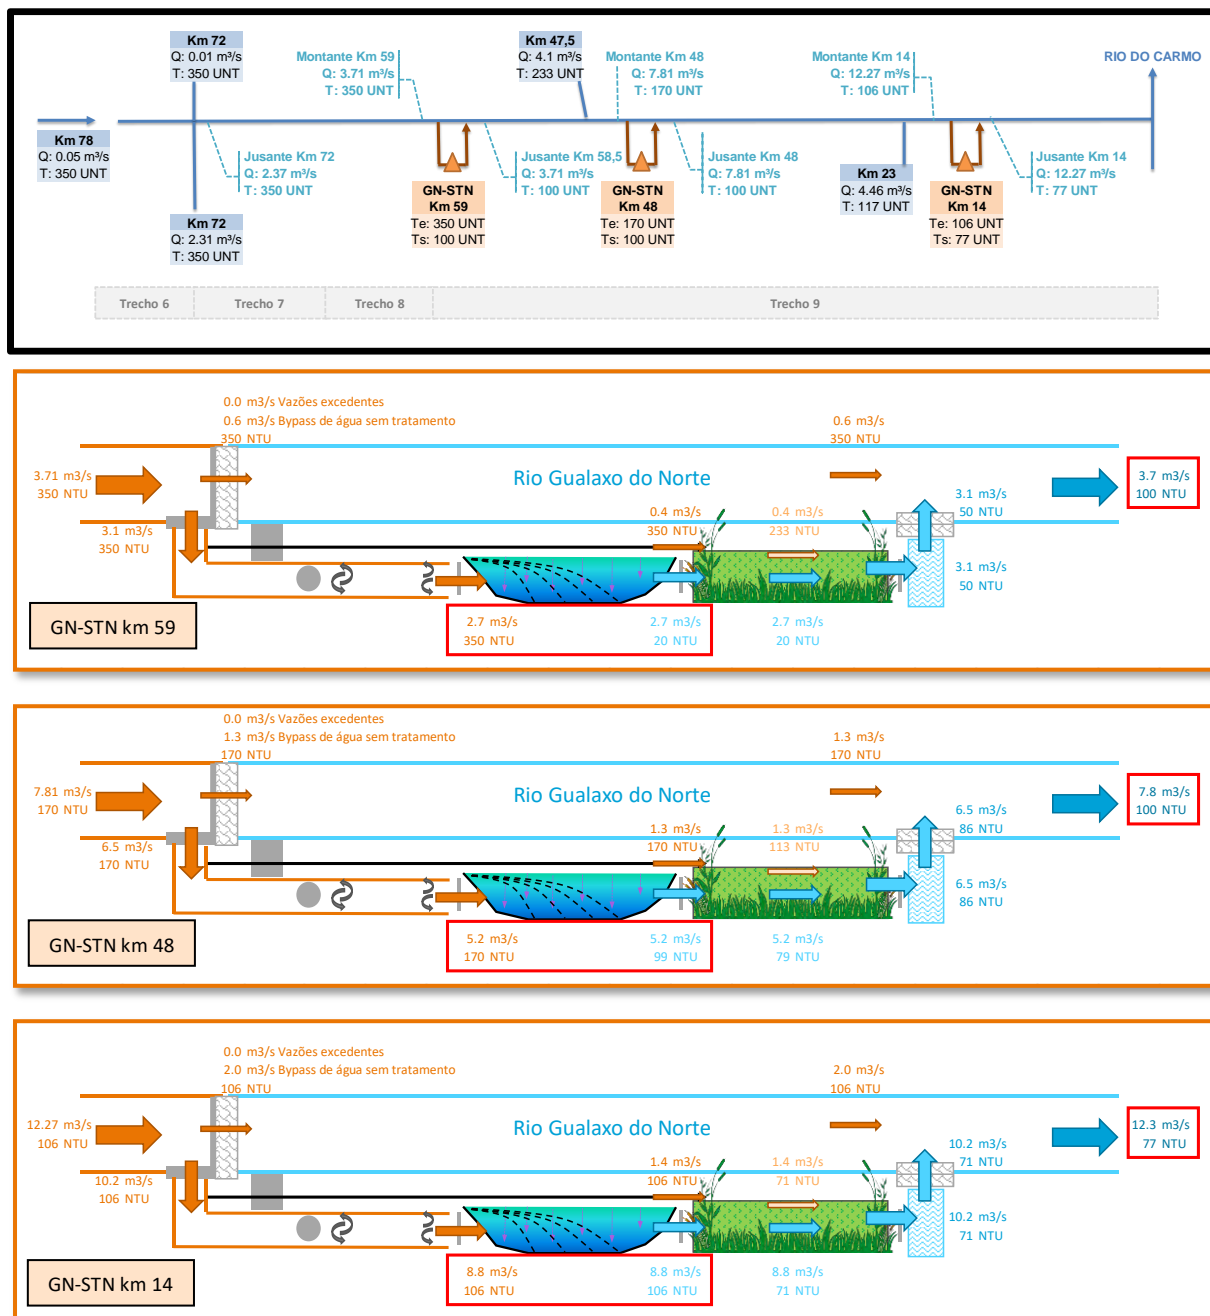 Km 72
Q: 0.01 m³/s
T: 350 UNT
Km 47,5
Q: 4.1 m³/s
T: 233 UNT
Montante Km 59
Q: 3.71 m³/s
T: 350 UNT
Montante Km 48
Q: 7.81 m³/s
T: 170 UNT
Montante Km 14
Q: 12.27 m³/s
T: 106 UNT
RIO DO CARMO
Km 78
Q: 0.05 m³/s
T: 350 UNT
Jusante Km 72
Q: 2.37 m³/s
T: 350 UNT
Jusante Km 58,5
Q: 3.71 m³/s
T: 100 UNT
Jusante Km 48
Q: 7.81 m³/s
T: 100 UNT
Km 23
Q: 4.46 m³/s
T: 117 UNT
Jusante Km 14
Q: 12.27 m³/s
T: 77 UNT
Km 72
Q: 2.31 m³/s
T: 350 UNT
GN-STN
Km 59
Te: 350 UNT
Ts: 100 UNT
GN-STN
Km 48
Te: 170 UNT
Ts: 100 UNT
GN-STN
Km 14
Te: 106 UNT
Ts: 77 UNT
Trecho 6
Trecho 7
Trecho 8
Trecho 9
0.0 m3/s Vazões excedentes
0.6 m3/s Bypass de água sem tratamento
350 NTU
0.6 m3/s
350 NTU
3.71 m3/s
350 NTU
Rio Gualaxo do Norte
3.7 m3/s
100 NTU
3.1 m3/s
50 NTU
3.1 m3/s
350 NTU
0.4 m3/s
350 NTU
0.4 m3/s
233 NTU
3.1 m3/s
50 NTU
GN-STN km 59
2.7 m3/s
350 NTU
2.7 m3/s
20 NTU
2.7 m3/s
20 NTU
0.0 m3/s Vazões excedentes
1.3 m3/s Bypass de água sem tratamento
170 NTU
1.3 m3/s
170 NTU
7.81 m3/s
170 NTU
Rio Gualaxo do Norte
7.8 m3/s
100 NTU
6.5 m3/s
86 NTU
6.5 m3/s
170 NTU
1.3 m3/s
170 NTU
1.3 m3/s
113 NTU
6.5 m3/s
86 NTU
GN-STN km 48
5.2 m3/s
170 NTU
5.2 m3/s
99 NTU
5.2 m3/s
79 NTU
0.0 m3/s Vazões excedentes
2.0 m3/s Bypass de água sem tratamento
106 NTU
2.0 m3/s
106 NTU
12.27 m3/s
106 NTU
Rio Gualaxo do Norte
12.3 m3/s
77 NTU
10.2 m3/s
71 NTU
10.2 m3/s
106 NTU
1.4 m3/s
106 NTU
1.4 m3/s
71 NTU
10.2 m3/s
71 NTU
GN-STN km 14
8.8 m3/s
106 NTU
8.8 m3/s
106 NTU
8.8 m3/s
71 NTU